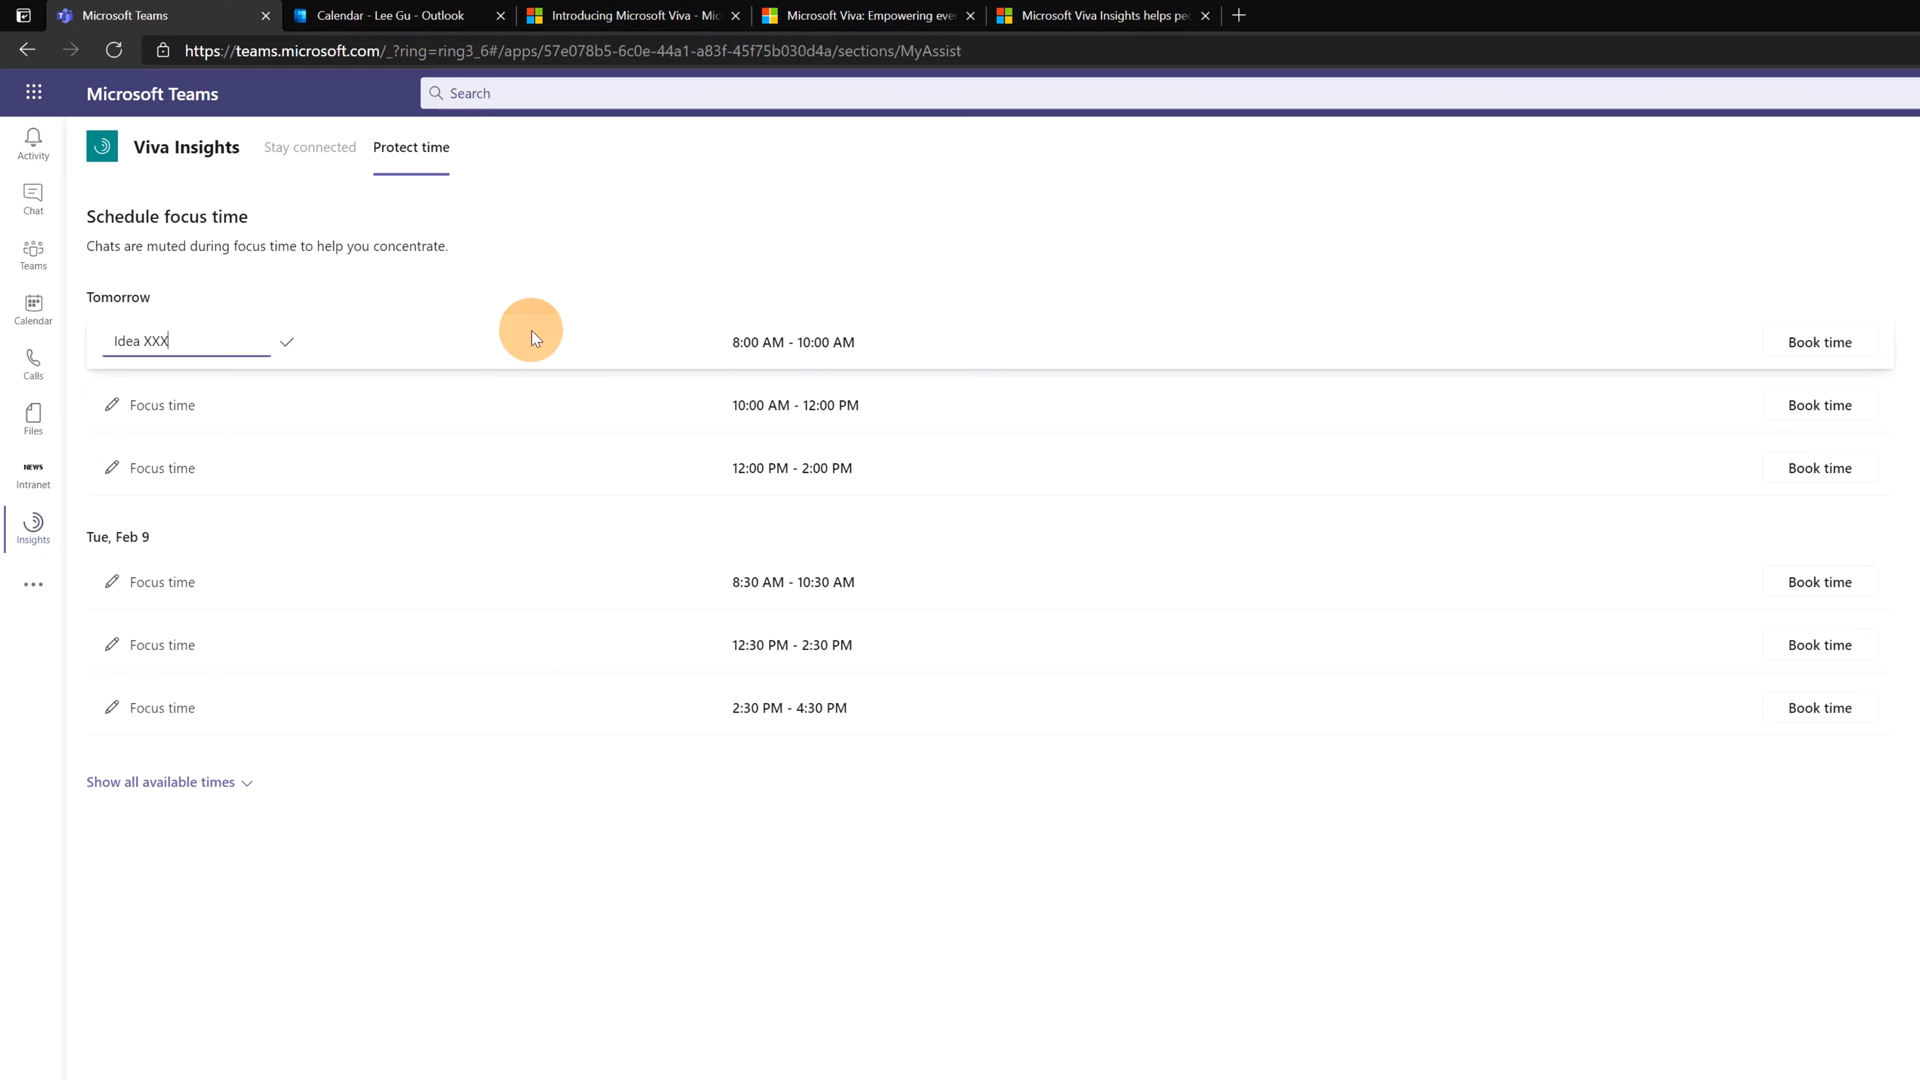 Microsoft Teams
Calendar - Lee Gu - Outlook
Introducing Microsoft Viva - Mic
Microsoft Viva: Empowering eve
Microsoft Viva Insights helps pe
https://teams.microsoft.com/_?ring=ring3_6#/apps/57e078b5-6c0e-44a1-a83f-45f75b030d4a/sections/MyAssist
Microsoft Teams
Search
Activity
Chat
Teams
Calendar
Calls
Files
NEWS
Intranet
Insights
Viva Insights
Stay connected
Protect time
Schedule focus time
Chats are muted during focus time to help you concentrate.
Tomorrow
Idea XXX 8:00 AM - 10:00 AM Book time
Focus time 10:00 AM - 12:00 PM Book time
Focus time 12:00 PM - 2:00 PM Book time
Tue, Feb 9
Focus time 8:30 AM - 10:30 AM Book time
Focus time 12:30 PM - 2:30 PM Book time
Focus time 2:30 PM - 4:30 PM Book time
Show all available times